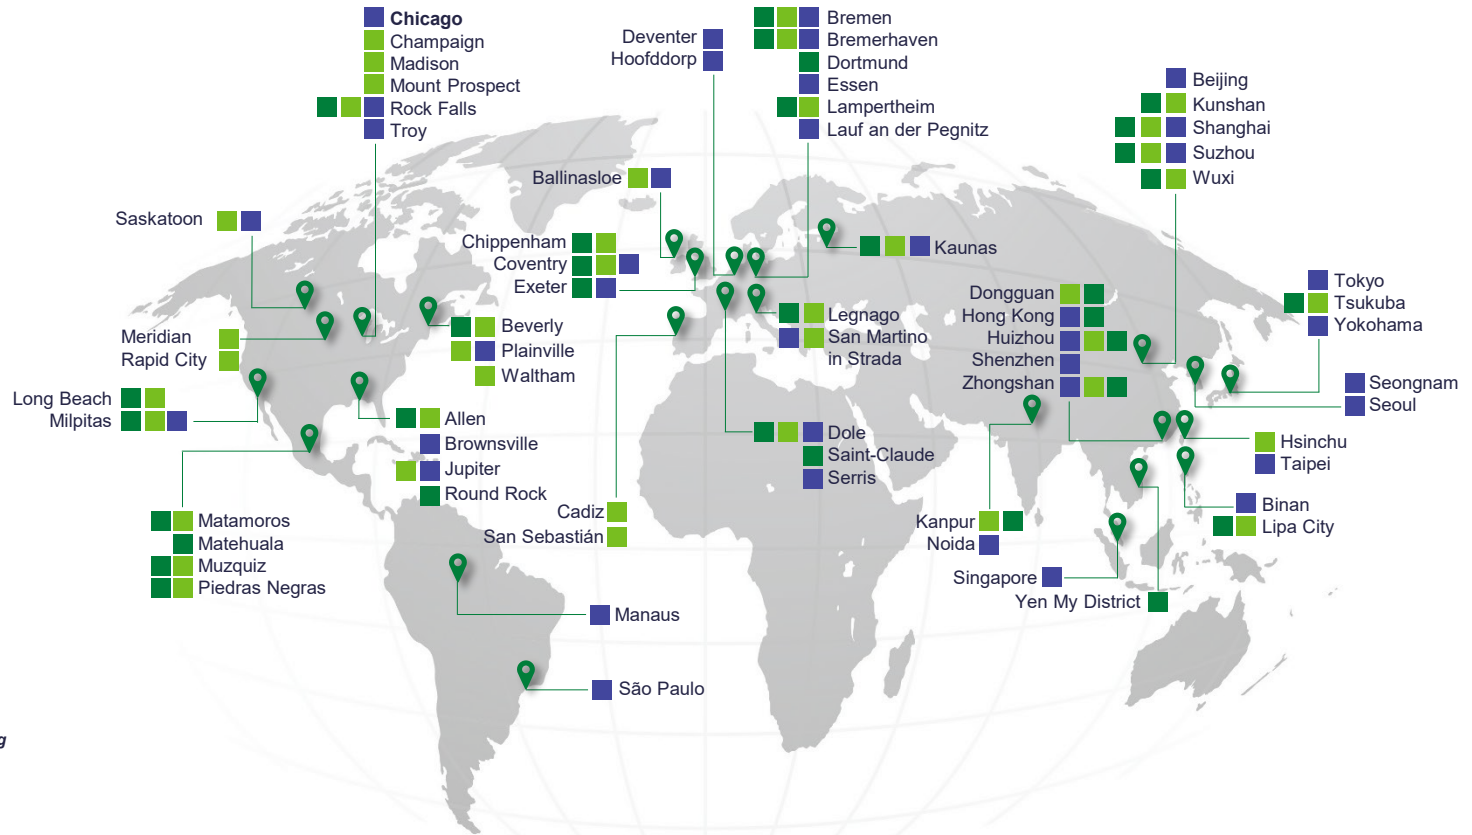 Chicago
Champaign
Madison
Mount Prospect
Rock Falls
Troy
Deventer
Hoofddorp
Bremen
Bremerhaven
Dortmund
Essen
Lampertheim
Lauf an der Pegnitz
Beijing
Kunshan
Shanghai
Suzhou
Wuxi
Ballinasloe
Saskatoon
Chippenham
Coventry
Exeter
Kaunas
Tokyo
Tsukuba
Yokohama
Dongguan
Hong Kong
Huizhou
Shenzhen
Zhongshan
Legnago
San Martino
in Strada
Beverly
Plainville
Waltham
Meridian
Rapid City
Long Beach
Milpitas
Seongnam
Seoul
Allen
Brownsville
Jupiter
Round Rock
Dole
Saint-Claude
Serris
Hsinchu
Taipei
Binan
Lipa City
Cadiz
San Sebastián
Kanpur
Noida
Matamoros
Matehuala
Muzquiz
Piedras Negras
Singapore
Yen My District
Manaus
São Paulo
g